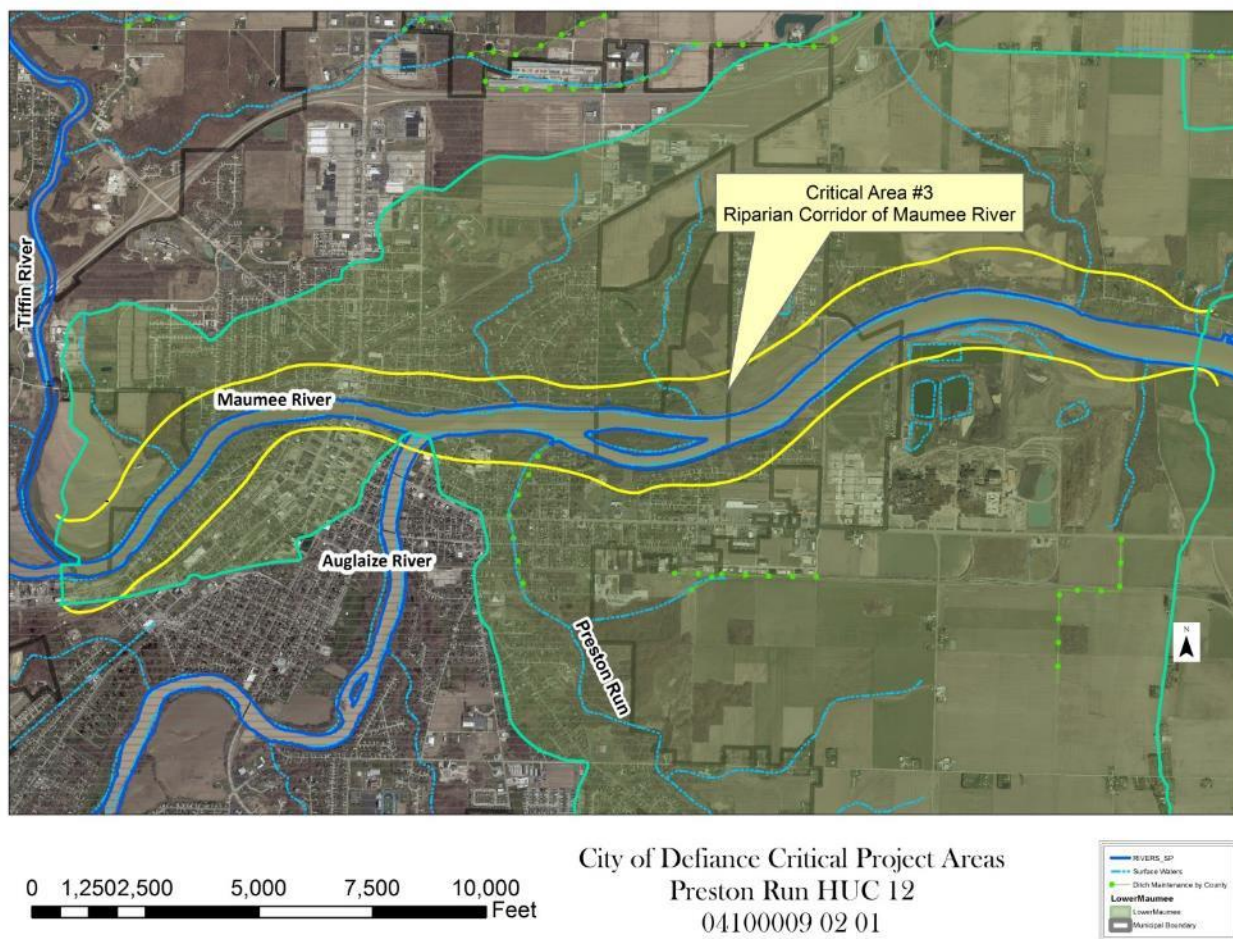 Critical Area #3
Riparian Corridor of Maumee River
Tiffin River
Maumee River
Auglaize River
Preston Run
N
City of Defiance Critical Project Areas
Preston Run HUC 12
04100009 02 01
0 1,2502,500 5,000 7,500 10,000
Feet
RIVERS_SP
Surface Waters
Ditch Maintenance by County
LowerMaumee
LowerMaumee
Municipal Boundary